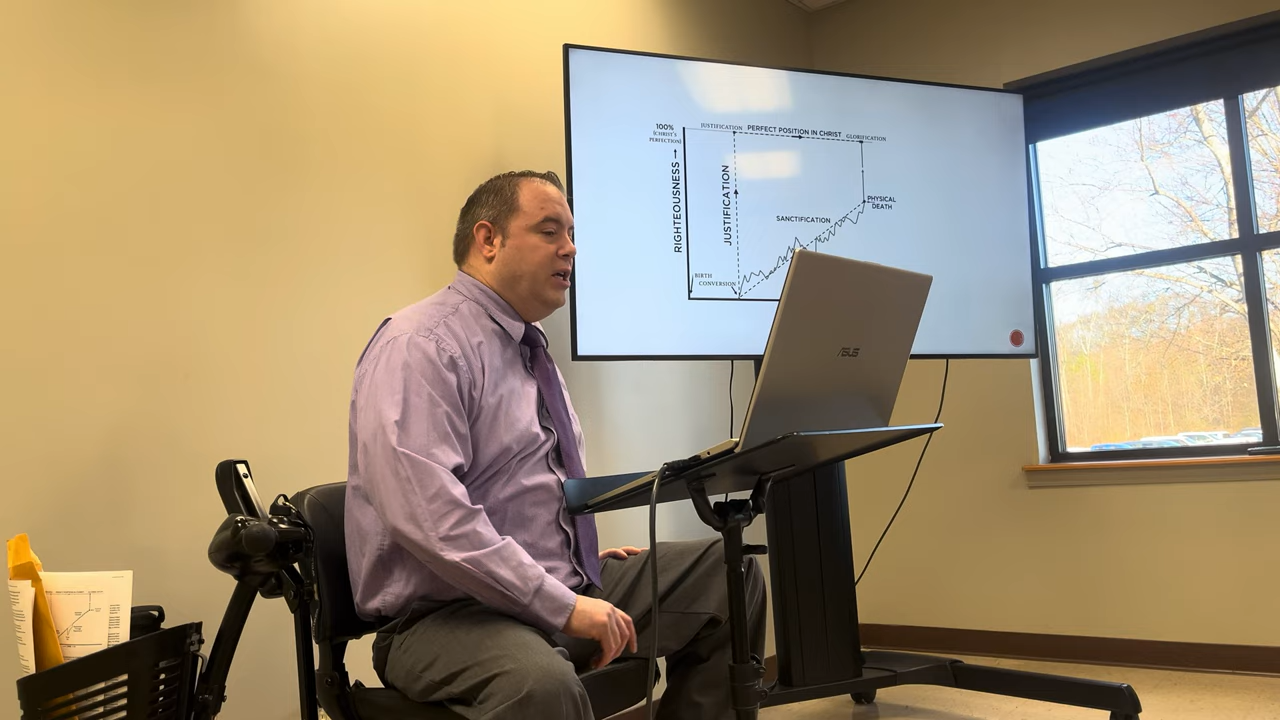 100%
(CHRIST'S
PERFECTION)
JUSTIFICATION
PERFECT POSITION IN CHRIST
GLORIFICATION
RIGHTEOUSNESS
JUSTIFICATION
SANCTIFICATION
PHYSICAL
DEATH
BIRTH
CONVERSION
ASUS